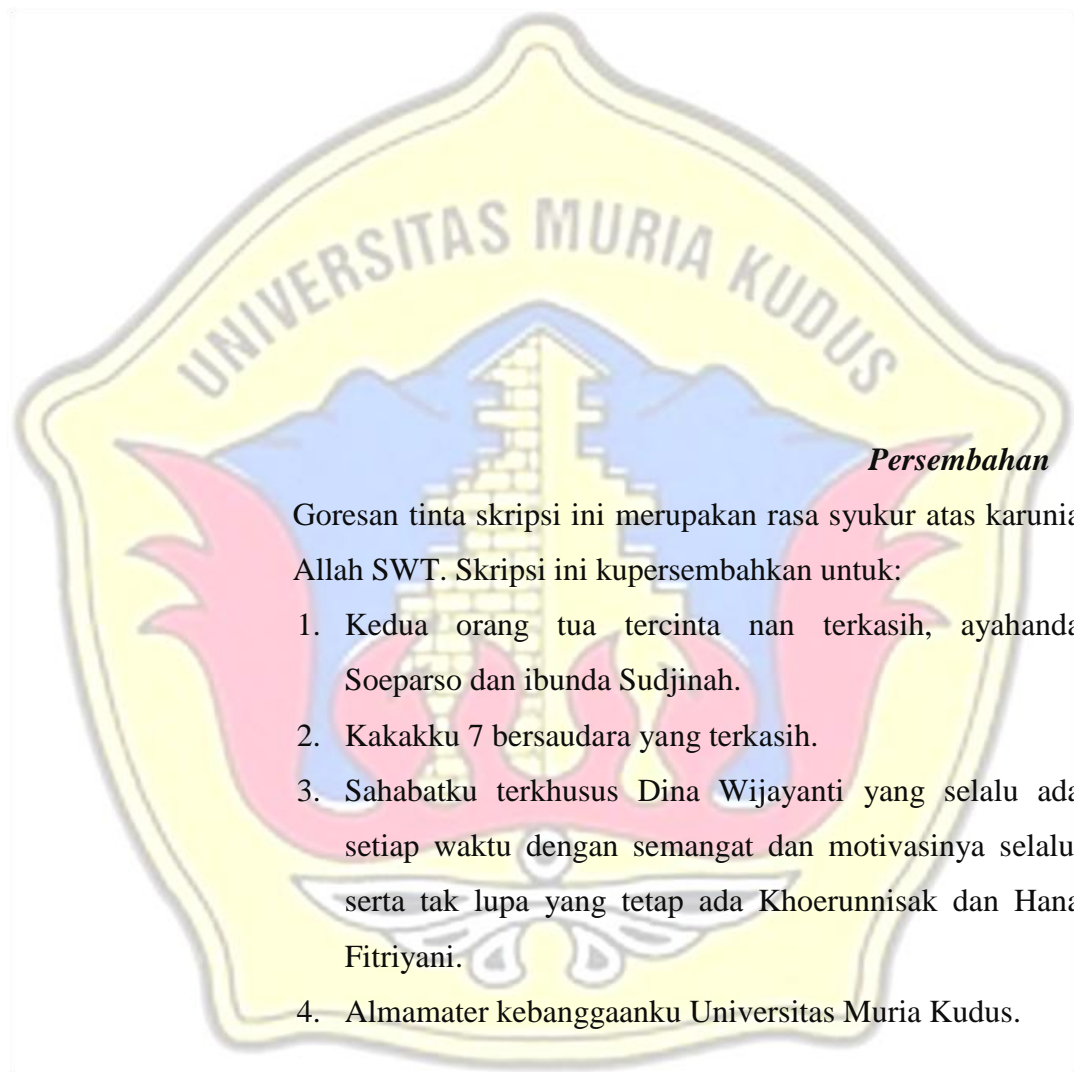 UNIVERSITAS MURIA KUDUS
Persembahan
Goresan tinta skripsi ini merupakan rasa syukur atas karunia
Allah SWT. Skripsi ini kupersembahkan untuk:
1. Kedua orang tua tercinta nan terkasih, ayahanda
Soeparso dan ibunda Sudjinah.
2. Kakakku 7 bersaudara yang terkasih.
3. Sahabatku terkhusus Dina Wijayanti yang selalu ada
setiap waktu dengan semangat dan motivasinya selalu
serta tak lupa yang tetap ada Khoerunnisak dan Hana
Fitriyani.
4. Almamater kebanggaanku Universitas Muria Kudus.